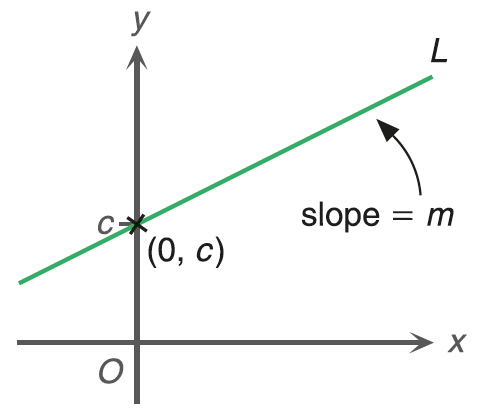 y
L
slope = m
c
(0, c)
x
O